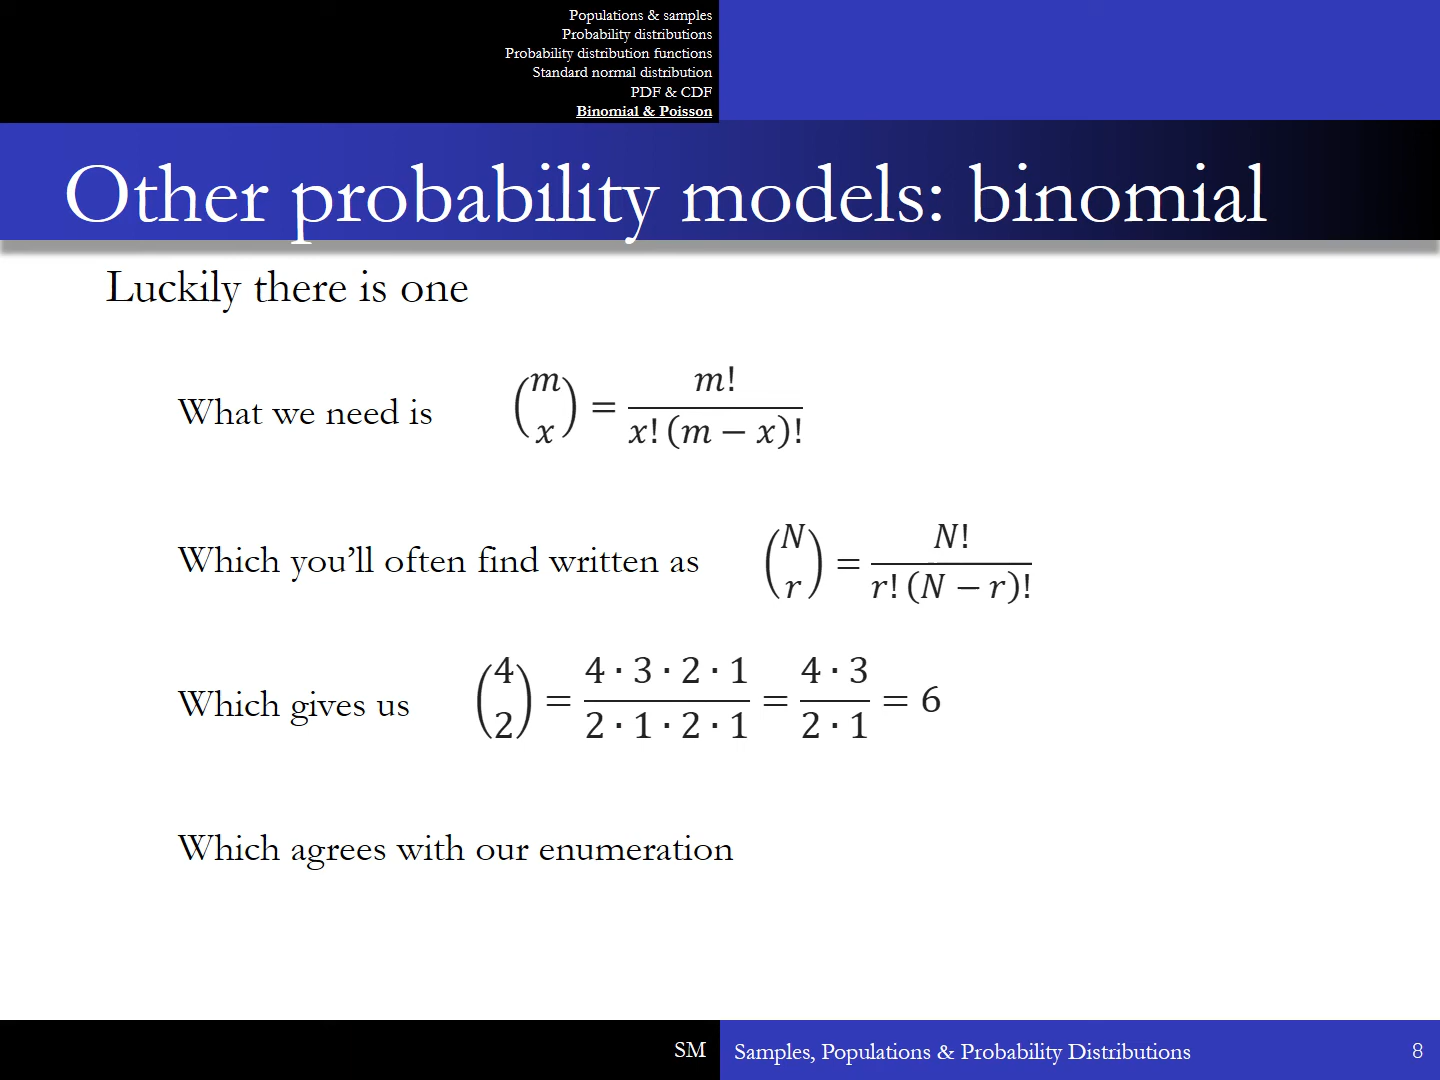 Populations & samples
Probability distributions
Probability distribution functions
Standard normal distribution
PDF & CDF
Binomial & Poisson
Other probability models: binomial
Luckily there is one
What we need is (m x) = m! / x! (m − x)!
Which you’ll often find written as (N r) = N! / r! (N − r)!
Which gives us (4 2) = 4 · 3 · 2 · 1 / 2 · 1 · 2 · 1 = 4 · 3 / 2 · 1 = 6
Which agrees with our enumeration
SM Samples, Populations & Probability Distributions 8